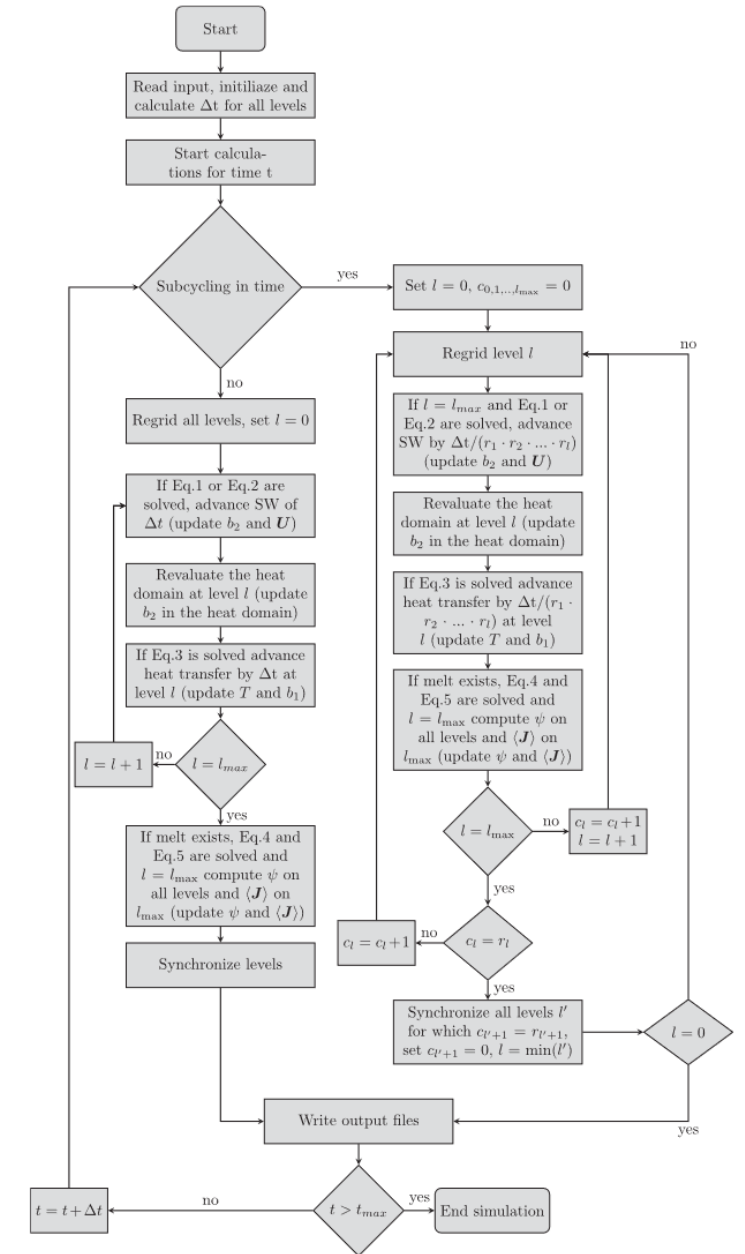 Start
Read input, initiliaze and
calculate Δt for all levels
Start calcula-
tions for time t
Subcycling in time
yes
no
Set l = 0, c₀,₁,..,lmax = 0
Regrid level l
no
If l = lmax and Eq.1 or
Eq.2 are solved, advance
SW by Δt/(r₁ · r₂ · ... · rₗ)
(update b₂ and U)
Revaluate the heat
domain at level l (update
b₂ in the heat domain)
If Eq.3 is solved advance
heat transfer by Δt/(r₁ ·
r₂ · ... · rₗ) at level
l (update T and b₁)
If melt exists, Eq.4 and
Eq.5 are solved and
l = lmax compute ψ on
all levels and ⟨J⟩ on
lmax (update ψ and ⟨J⟩)
l = lmax
no
cₗ = cₗ+1
l = l + 1
yes
cₗ = rₗ
no
cₗ = cₗ+1
yes
Synchronize all levels l′
for which cl′+1 = rl′+1,
set cl′+1 = 0, l = min(l′)
l = 0
yes
Regrid all levels, set l = 0
If Eq.1 or Eq.2 are
solved, advance SW of
Δt (update b₂ and U)
Revaluate the heat
domain at level l (update
b₂ in the heat domain)
If Eq.3 is solved advance
heat transfer by Δt at
level l (update T and b₁)
l = lmax
no
l = l + 1
yes
If melt exists, Eq.4 and
Eq.5 are solved and
l = lmax compute ψ on
all levels and ⟨J⟩ on
lmax (update ψ and ⟨J⟩)
Synchronize levels
Write output files
t > tmax
no
t = t + Δt
yes
End simulation